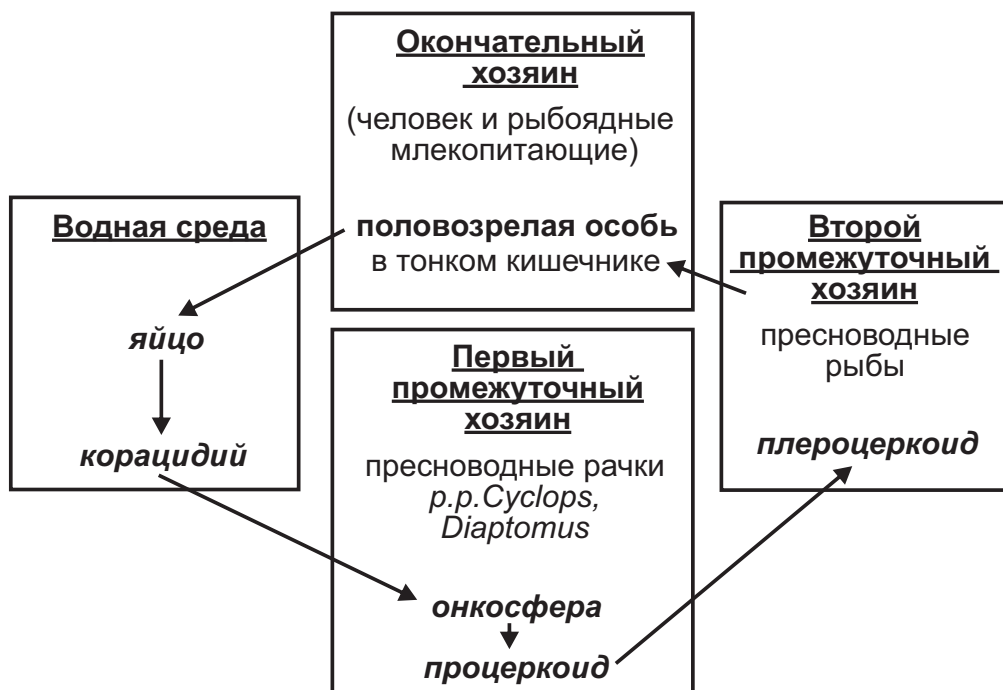 Окончательный
хозяин
(человек и рыбоядные
млекопитающие)
половозрелая особь
в тонком кишечнике
Водная среда
яйцо
корацидий
Первый
промежуточный
хозяин
пресноводные рачки
р.р.Cyclops,
Diaptomus
онкосфера
процеркоид
Второй
промежуточный
хозяин
пресноводные
рыбы
плероцеркоид